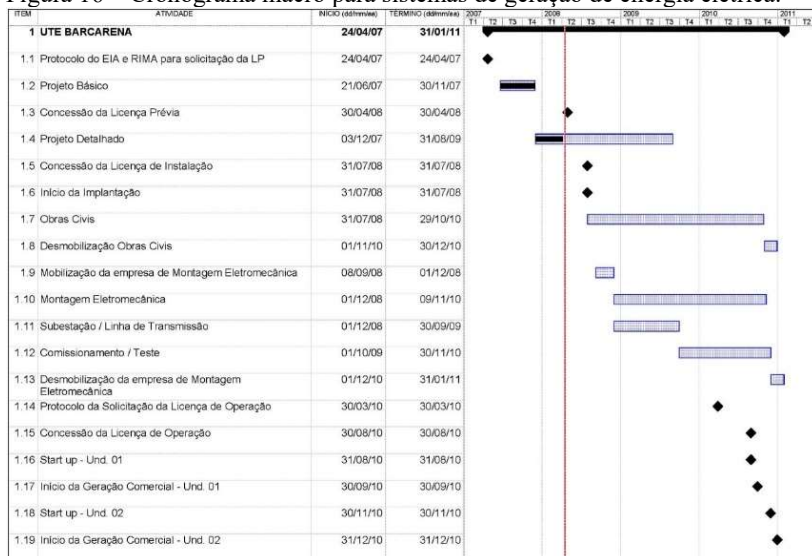 Figura 10 – Cronograma macro para sistemas de geração de energia elétrica.
ITEM ATIVIDADE INÍCIO (dd/mm/aa) TÉRMINO (dd/mm/aa) 2007 2008 2009 2010 2011
T1 T2 T3 T4 T1 T2 T3 T4 T1 T2 T3 T4 T1 T2 T3 T4 T1 T2
1 UTE BARCARENA 24/04/07 31/01/11
1.1 Protocolo do EIA e RIMA para solicitação da LP 24/04/07 24/04/07
1.2 Projeto Básico 21/06/07 30/11/07
1.3 Concessão da Licença Prévia 30/04/08 30/04/08
1.4 Projeto Detalhado 03/12/07 31/08/09
1.5 Concessão da Licença de Instalação 31/07/08 31/07/08
1.6 Início da Implantação 31/07/08 31/07/08
1.7 Obras Civis 31/07/08 29/10/10
1.8 Desmobilização Obras Civis 01/11/10 30/12/10
1.9 Mobilização da empresa de Montagem Eletromecânica 08/09/08 01/12/08
1.10 Montagem Eletromecânica 01/12/08 09/11/10
1.11 Subestação / Linha de Transmissão 01/12/08 30/09/09
1.12 Comissionamento / Teste 01/10/09 30/11/10
1.13 Desmobilização da empresa de Montagem 01/12/10 31/01/11
Eletromecânica
1.14 Protocolo da Solicitação da Licença de Operação 30/03/10 30/03/10
1.15 Concessão da Licença de Operação 30/08/10 30/08/10
1.16 Start up - Und. 01 31/08/10 31/08/10
1.17 Início da Geração Comercial - Und. 01 30/09/10 30/09/10
1.18 Start up - Und. 02 30/11/10 30/11/10
1.19 Início da Geração Comercial - Und. 02 31/12/10 31/12/10